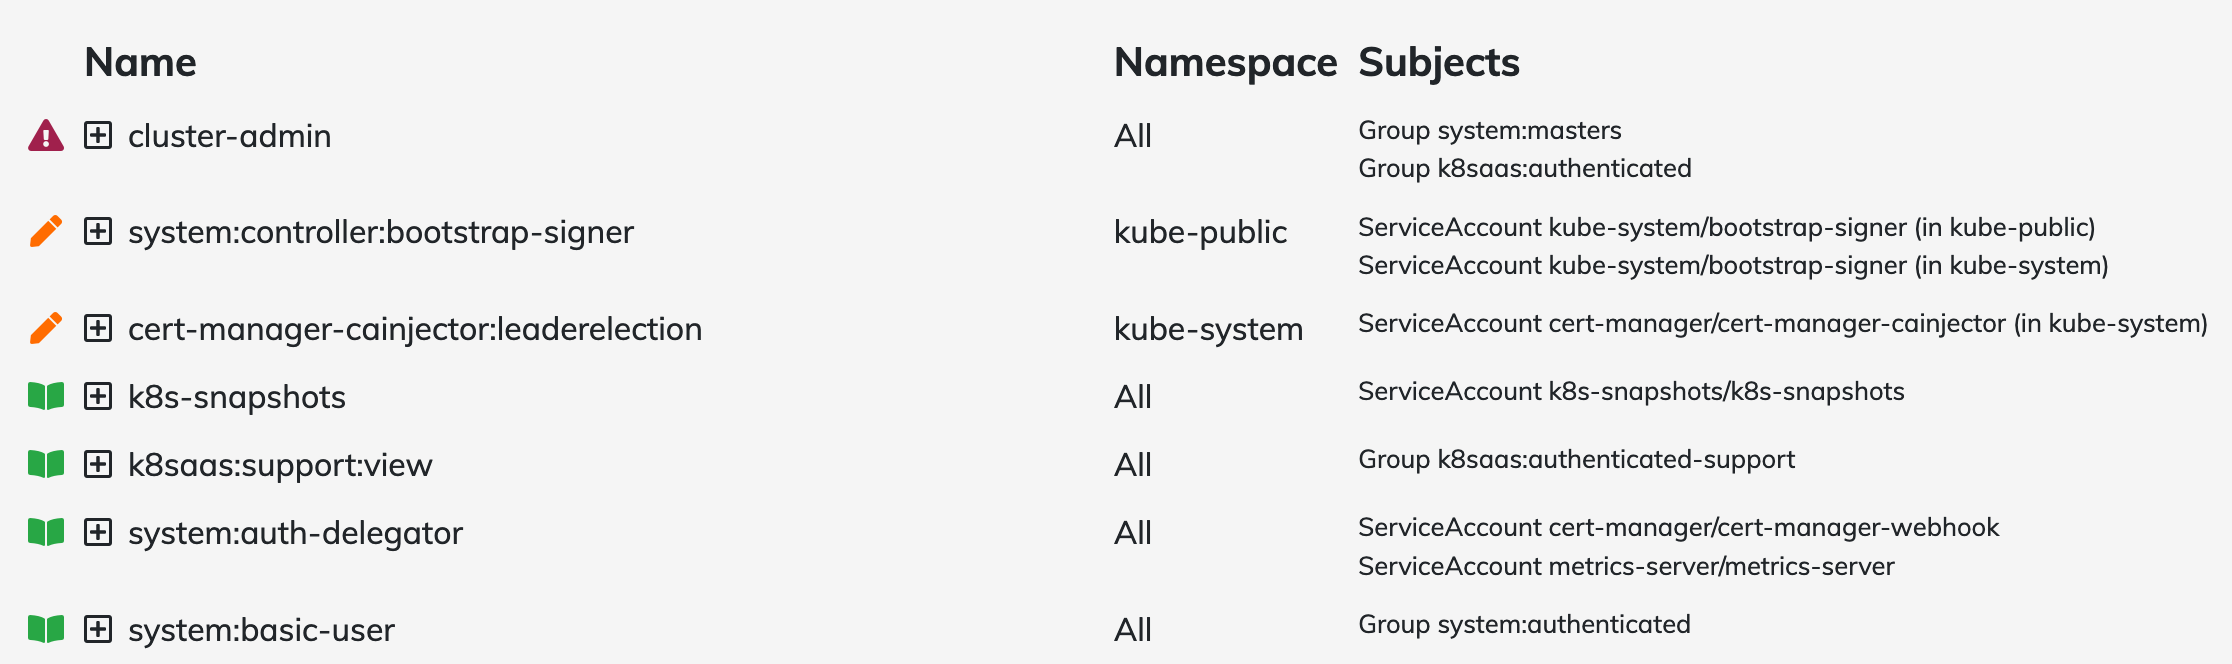 Name Namespace Subjects
cluster-admin All Group system:masters
Group k8saas:authenticated
system:controller:bootstrap-signer kube-public ServiceAccount kube-system/bootstrap-signer (in kube-public)
ServiceAccount kube-system/bootstrap-signer (in kube-system)
cert-manager-cainjector:leaderelection kube-system ServiceAccount cert-manager/cert-manager-cainjector (in kube-system)
k8s-snapshots All ServiceAccount k8s-snapshots/k8s-snapshots
k8saas:support:view All Group k8saas:authenticated-support
system:auth-delegator All ServiceAccount cert-manager/cert-manager-webhook
ServiceAccount metrics-server/metrics-server
system:basic-user All Group system:authenticated